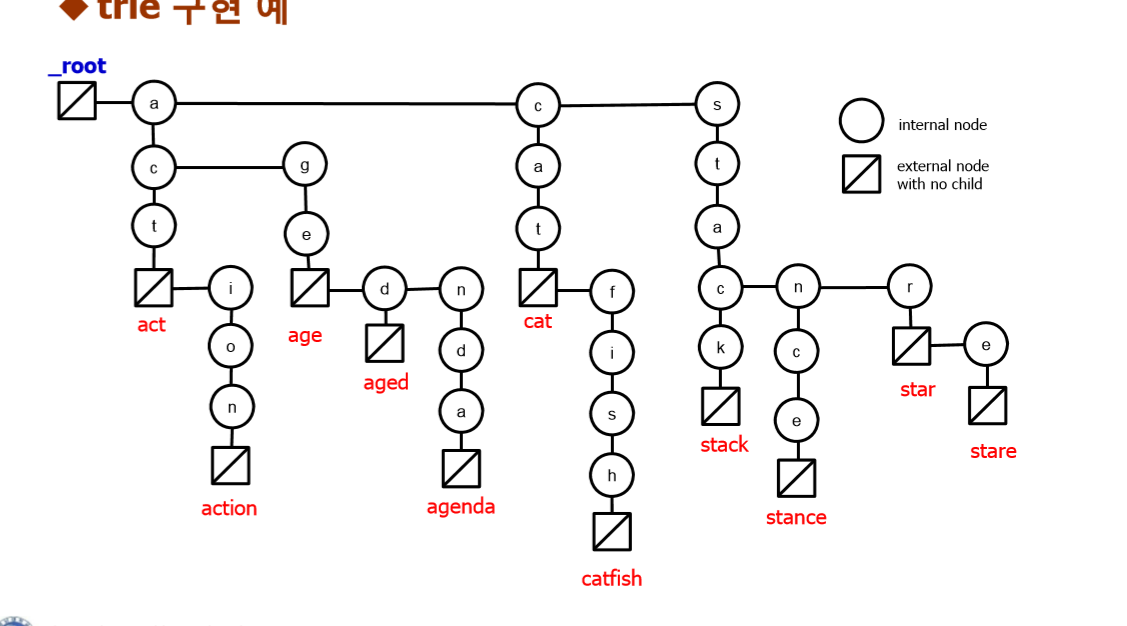 ◆ trie 구현 예
_root
a
c
s
c
g
t
a
t
e
t
a
internal node
external node
with no child
i
d
n
f
c
n
r
act
age
cat
o
d
i
k
c
e
aged
star
n
a
s
e
stack
stare
action
agenda
h
stance
catfish